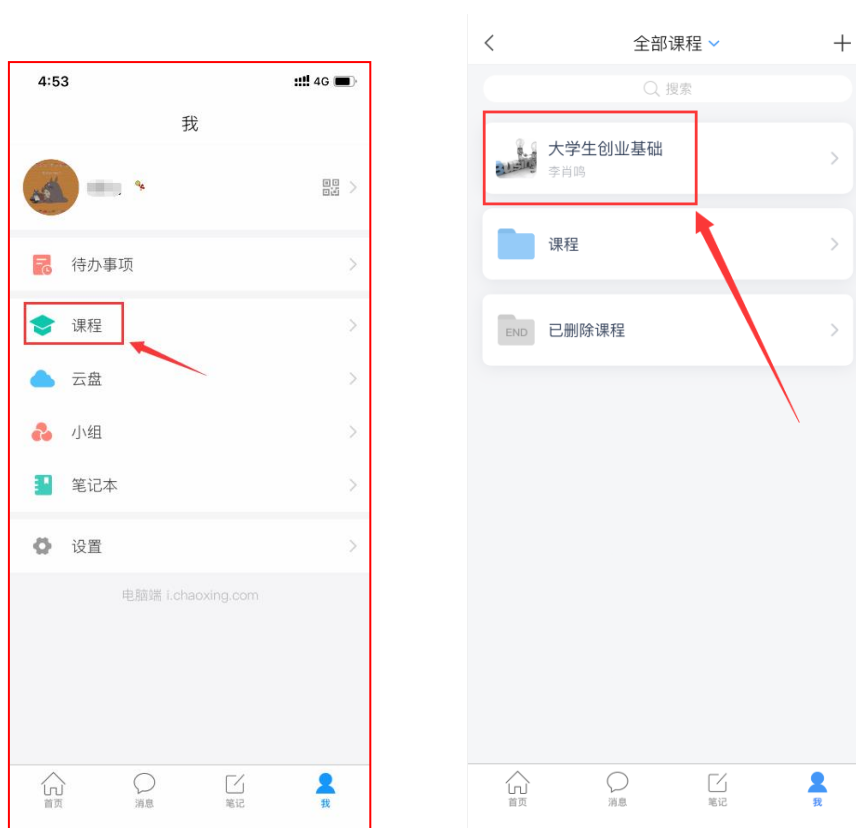 4:53
4G
我
待办事项
课程
云盘
小组
笔记本
设置
电脑端 i.chaoxing.com
首页
消息
笔记
我
全部课程
搜索
大学生创业基础
李肖鸣
课程
END
已删除课程
首页
消息
笔记
我